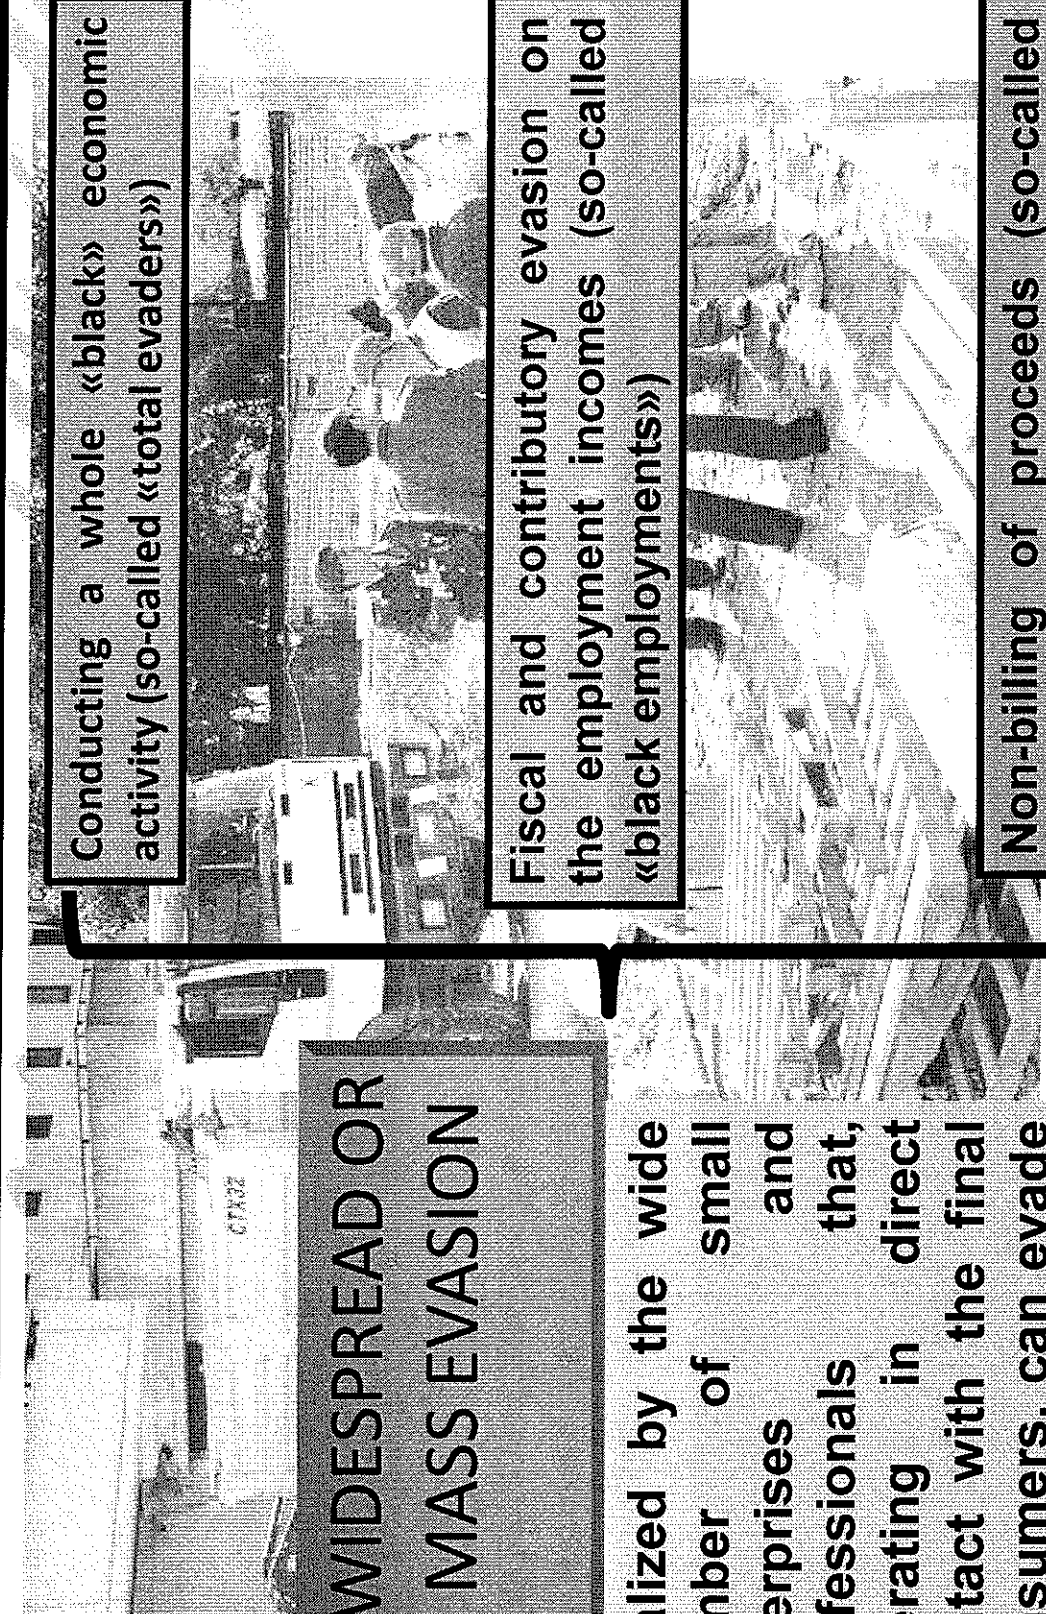 WIDESPREAD OR
MASS EVASION
alized by the wide
mber of small
erprises and
fessionals that,
rating in direct
tact with the final
sumers, can evade
Conducting a whole «black» economic
activity (so-called «total evaders»)
Fiscal and contributory evasion on
the employment incomes (so-called
«black employments»)
Non-billing of proceeds (so-called